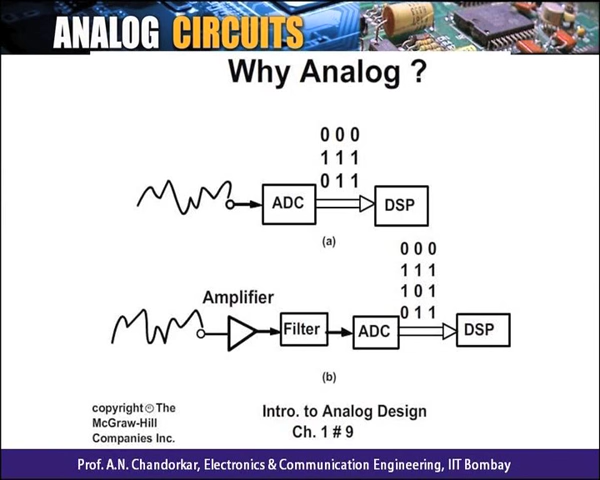 ANALOG CIRCUITS
Why Analog ?
0 0 0
1 1 1
0 1 1
ADC
DSP
(a)
0 0 0
1 1 1
1 0 1
0 1 1
Amplifier
Filter
ADC
DSP
(b)
copyright © The
McGraw-Hill
Companies Inc.
Intro. to Analog Design
Ch. 1 # 9
Prof. A.N. Chandorkar, Electronics & Communication Engineering, IIT Bombay